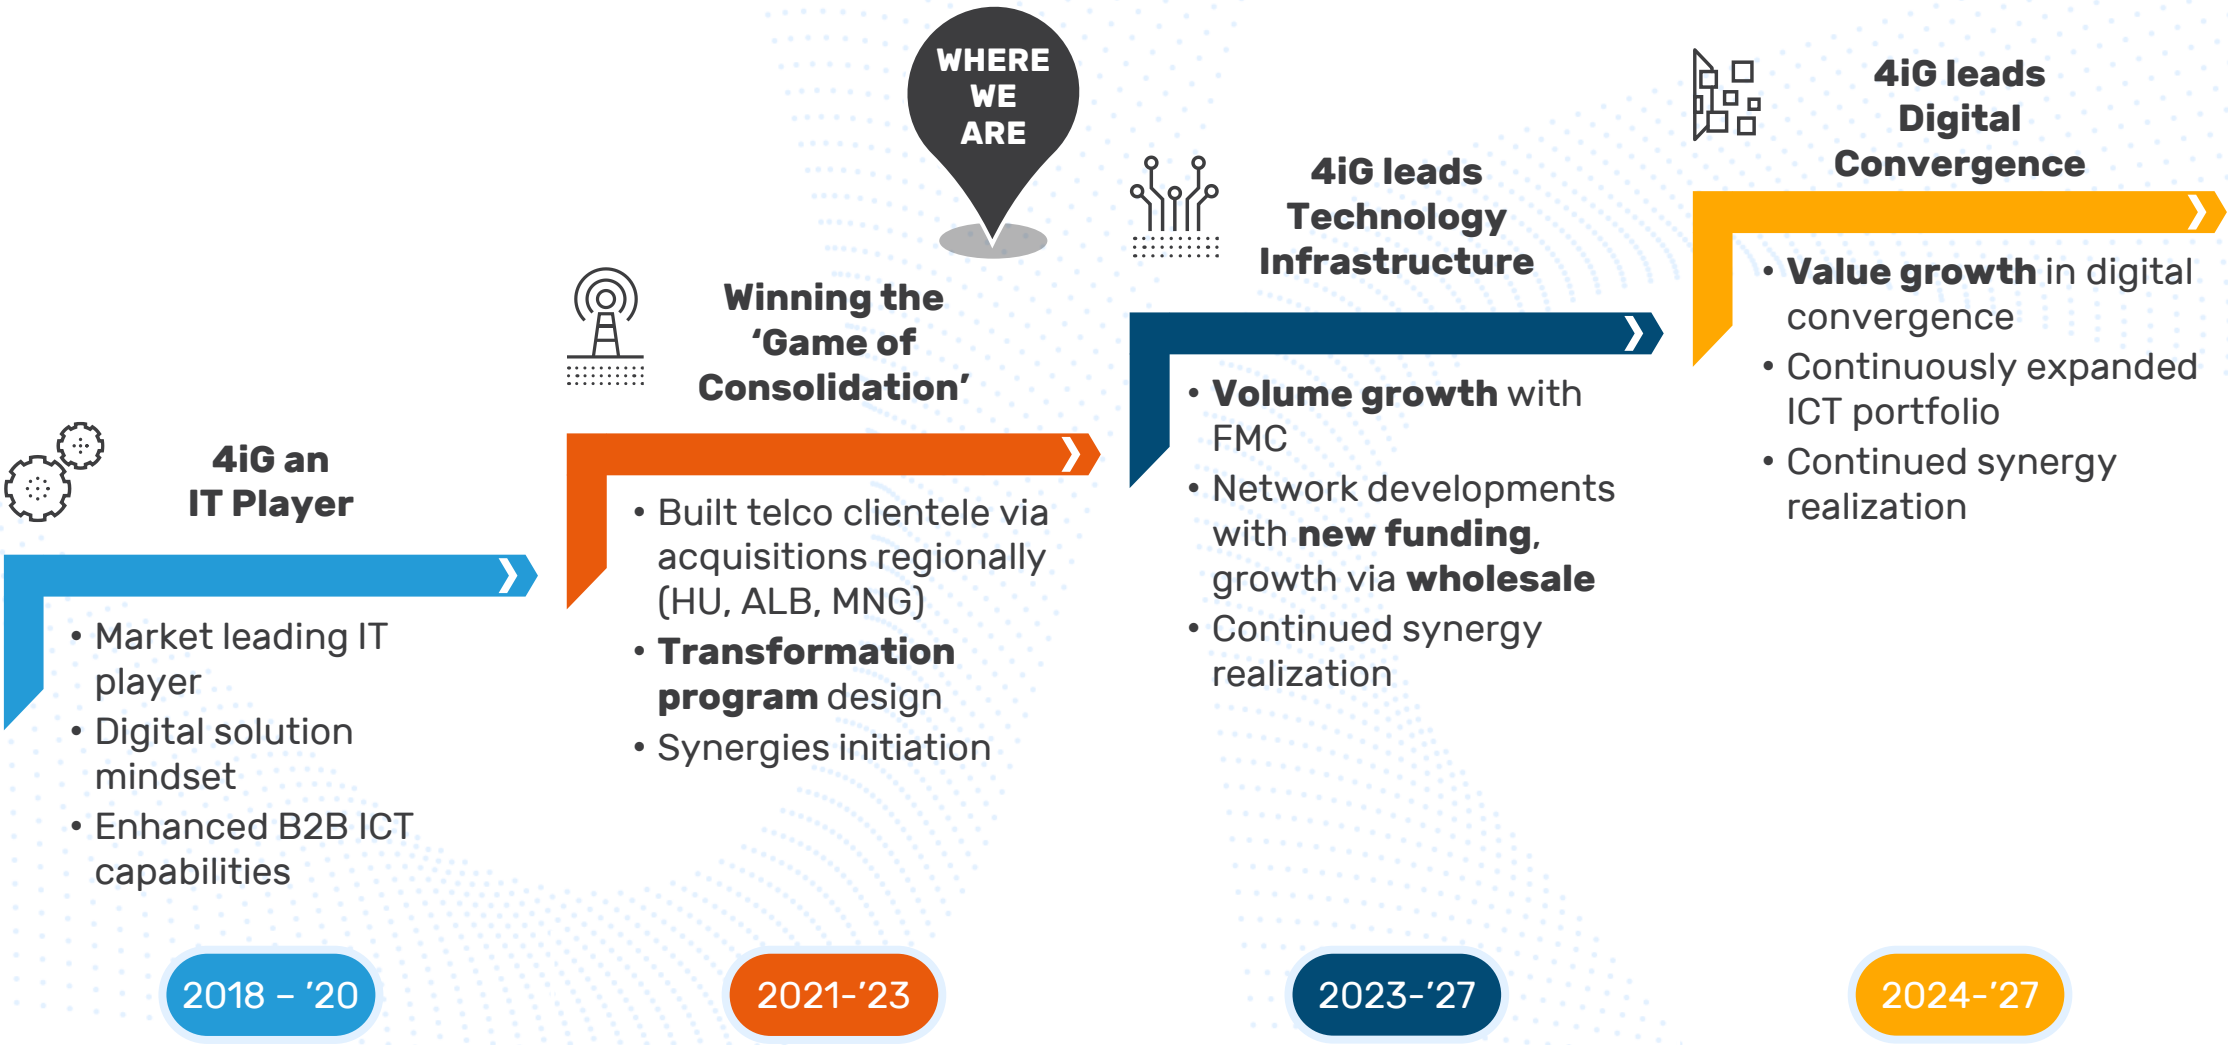 WHERE
WE
ARE
4iG an
IT Player
• Market leading IT
player
• Digital solution
mindset
• Enhanced B2B ICT
capabilities
2018 – ’20
Winning the
‘Game of
Consolidation’
• Built telco clientele via
acquisitions regionally
(HU, ALB, MNG)
• Transformation
program design
• Synergies initiation
2021-’23
4iG leads
Technology
Infrastructure
• Volume growth with
FMC
• Network developments
with new funding,
growth via wholesale
• Continued synergy
realization
2023-’27
4iG leads
Digital
Convergence
• Value growth in digital
convergence
• Continuously expanded
ICT portfolio
• Continued synergy
realization
2024-’27